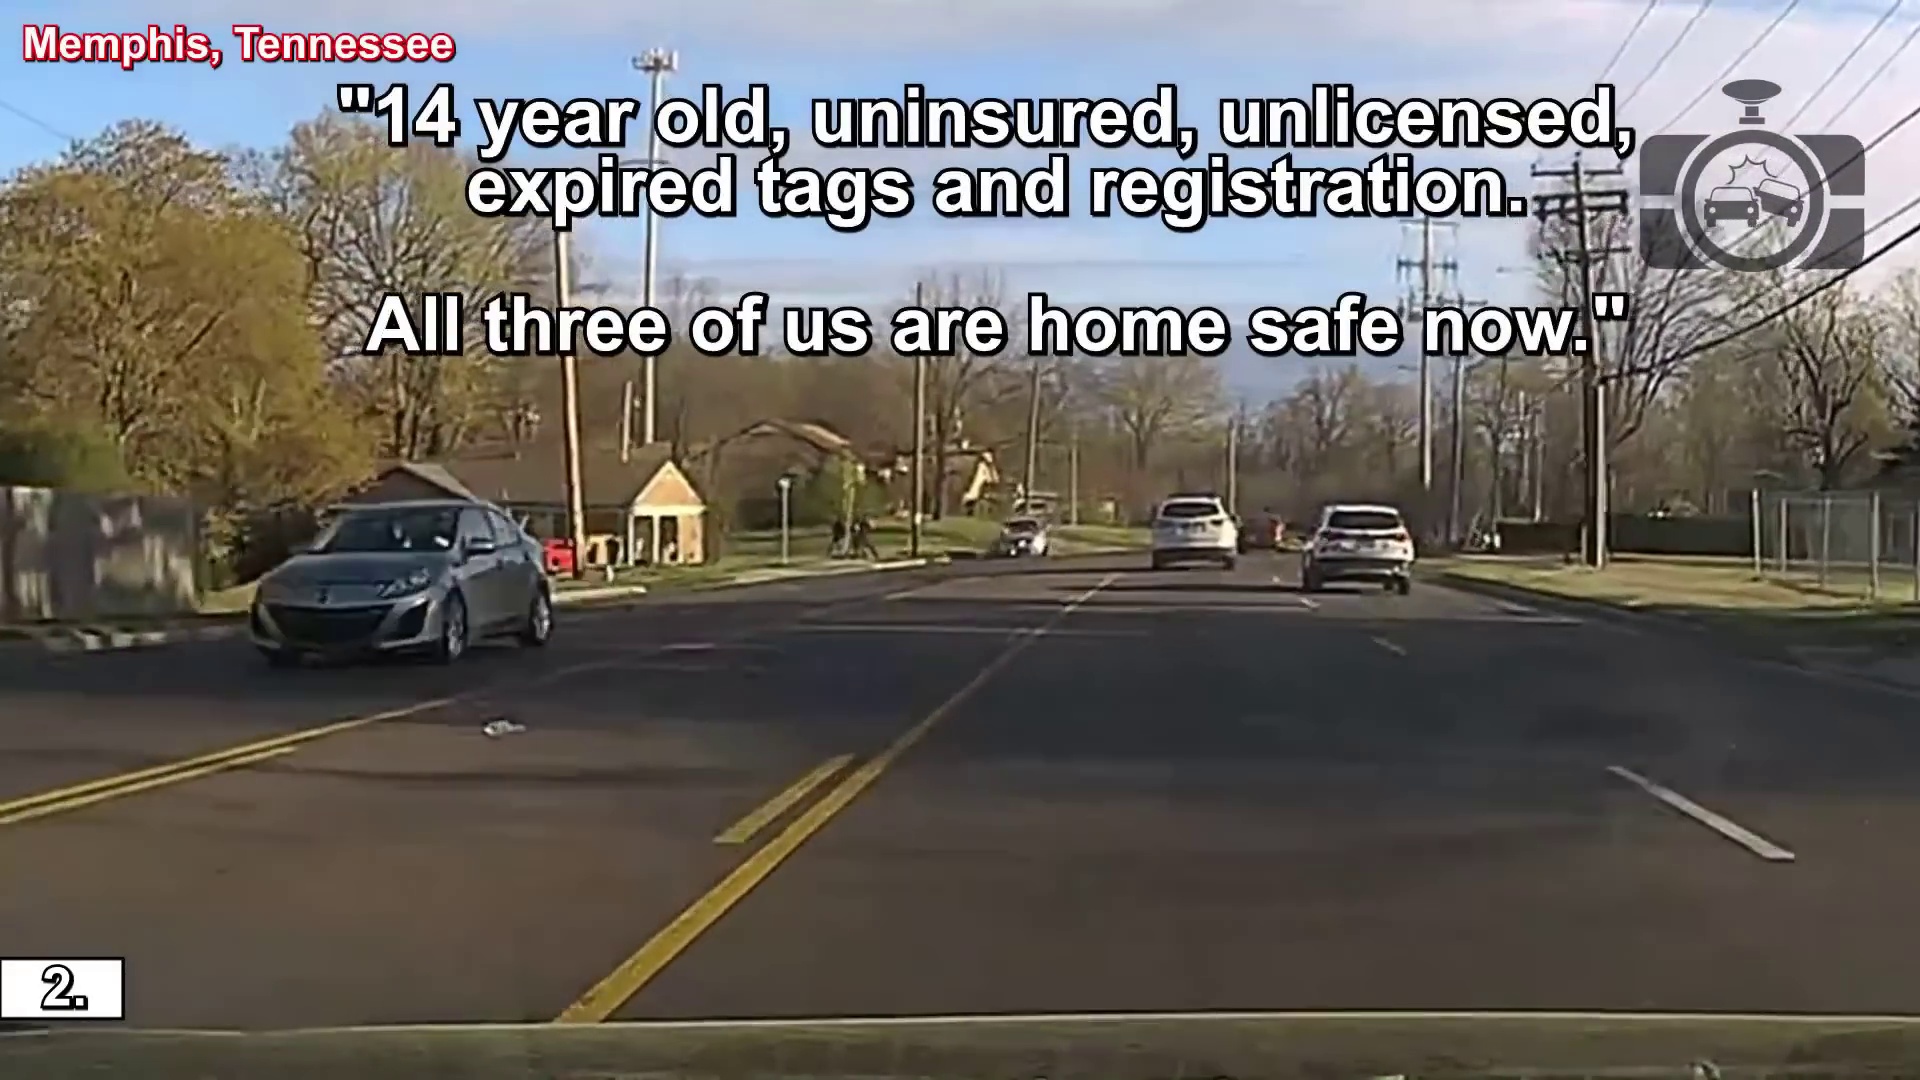 Memphis, Tennessee
"14 year old, uninsured, unlicensed,
expired tags and registration.
All three of us are home safe now."
2.